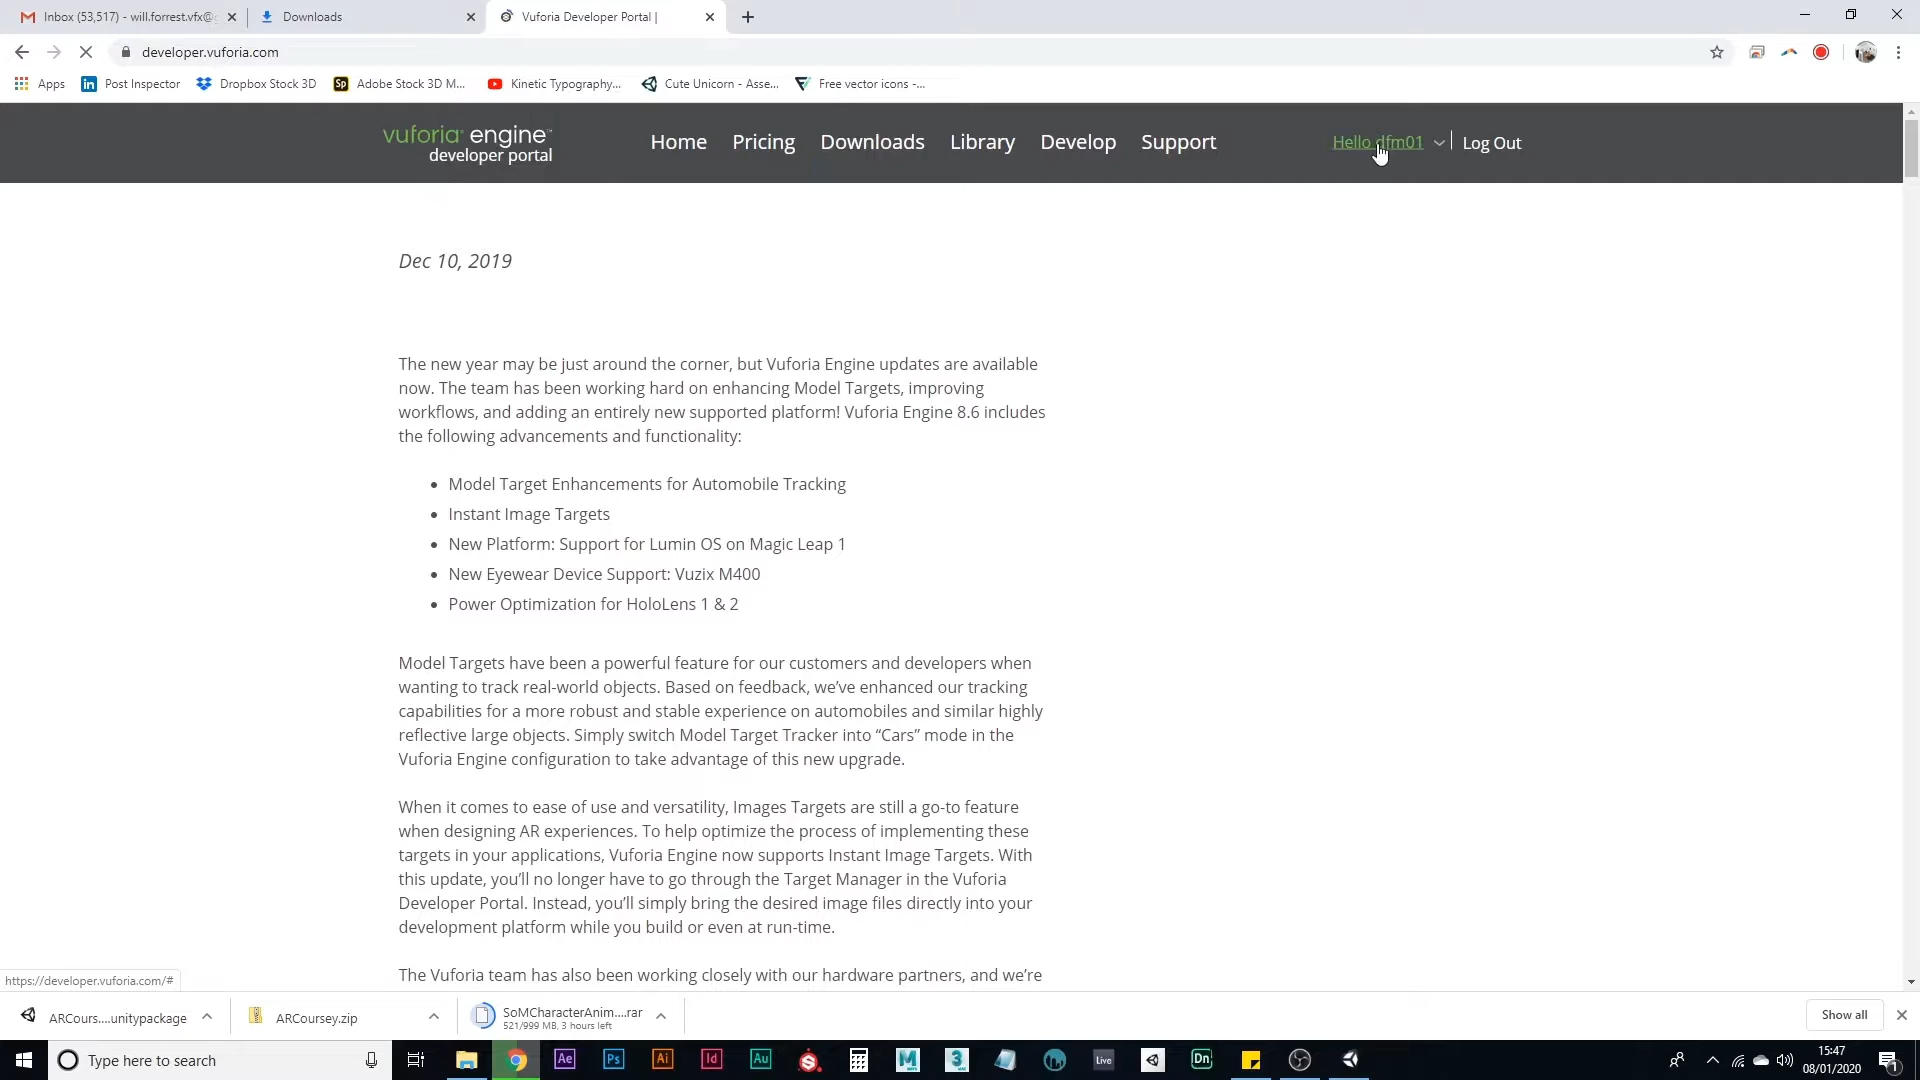 Inbox (53,517) - will.forrest.vfx@g
Downloads
Vuforia Developer Portal |
developer.vuforia.com
Apps
Post Inspector
Dropbox Stock 3D
Adobe Stock 3D M...
Kinetic Typography...
Cute Unicorn - Asse...
Free vector icons -...
vuforia engine
developer portal
Home
Pricing
Downloads
Library
Develop
Support
Hello dfm01
Log Out
Dec 10, 2019
The new year may be just around the corner, but Vuforia Engine updates are available
now. The team has been working hard on enhancing Model Targets, improving
workflows, and adding an entirely new supported platform! Vuforia Engine 8.6 includes
the following advancements and functionality:
Model Target Enhancements for Automobile Tracking
Instant Image Targets
New Platform: Support for Lumin OS on Magic Leap 1
New Eyewear Device Support: Vuzix M400
Power Optimization for HoloLens 1 & 2
Model Targets have been a powerful feature for our customers and developers when
wanting to track real-world objects. Based on feedback, we’ve enhanced our tracking
capabilities for a more robust and stable experience on automobiles and similar highly
reflective large objects. Simply switch Model Target Tracker into “Cars” mode in the
Vuforia Engine configuration to take advantage of this new upgrade.
When it comes to ease of use and versatility, Images Targets are still a go-to feature
when designing AR experiences. To help optimize the process of implementing these
targets in your applications, Vuforia Engine now supports Instant Image Targets. With
this update, you’ll no longer have to go through the Target Manager in the Vuforia
Developer Portal. Instead, you’ll simply bring the desired image files directly into your
development platform while you build or even at run-time.
The Vuforia team has also been working closely with our hardware partners, and we’re
https://developer.vuforia.com/#
ARCours....unitypackage
ARCoursey.zip
SoMCharacterAnim....rar
521/999 MB, 3 hours left
Show all
Type here to search
Ae
Ps
Ai
Id
Au
M
3
Live
Dn
15:47
08/01/2020
1